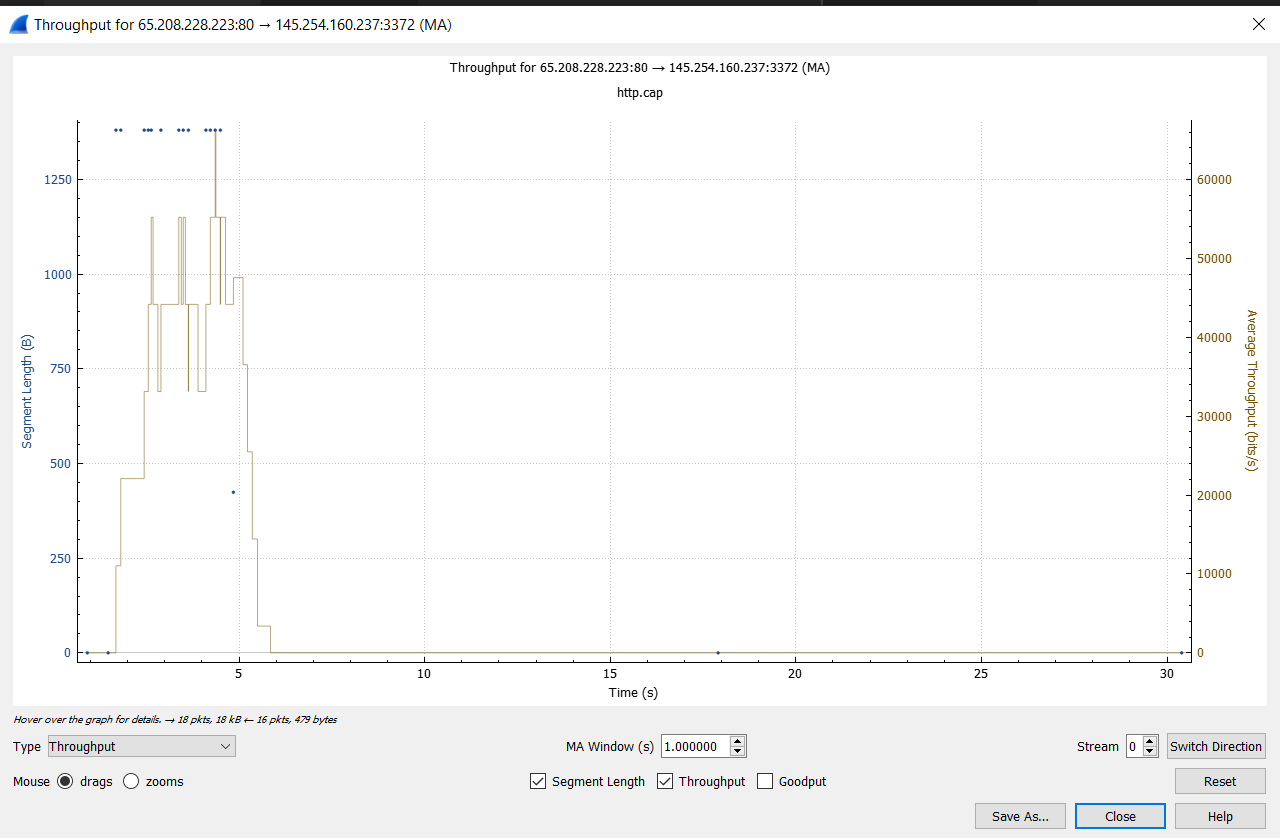 Throughput for 65.208.228.223:80 → 145.254.160.237:3372 (MA)
Throughput for 65.208.228.223:80 → 145.254.160.237:3372 (MA)
http.cap
1250
1000
750
500
250
0
Segment Length (B)
60000
50000
40000
30000
20000
10000
0
Average Throughput (bits/s)
5 10 15 20 25 30
Time (s)
Hover over the graph for details. → 18 pkts, 18 kB ← 16 pkts, 479 bytes
Type Throughput MA Window (s) 1.000000 Stream 0 Switch Direction
Mouse drags zooms Segment Length Throughput Goodput Reset
Save As... Close Help